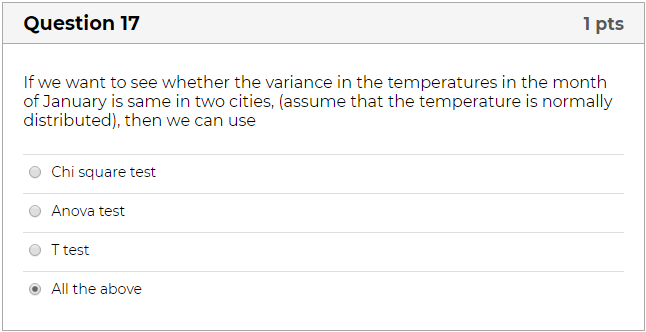 Question 17
1 pts
If we want to see whether the variance in the temperatures in the month
of January is same in two cities, (assume that the temperature is normally
distributed), then we can use
Chi square test
Anova test
T test
All the above